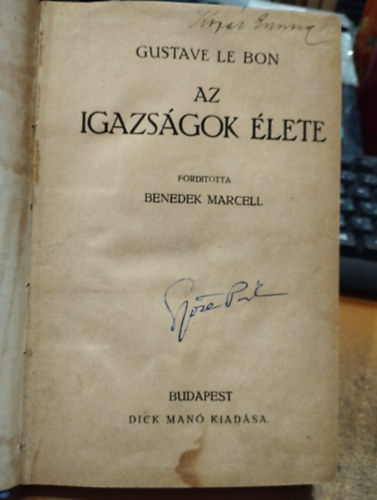 GUSTAVE LE BON
AZ
IGAZSÁGOK ÉLETE
FORDITOTTA
BENEDEK MARCELL
BUDAPEST
DICK MANÓ KIADÁSA